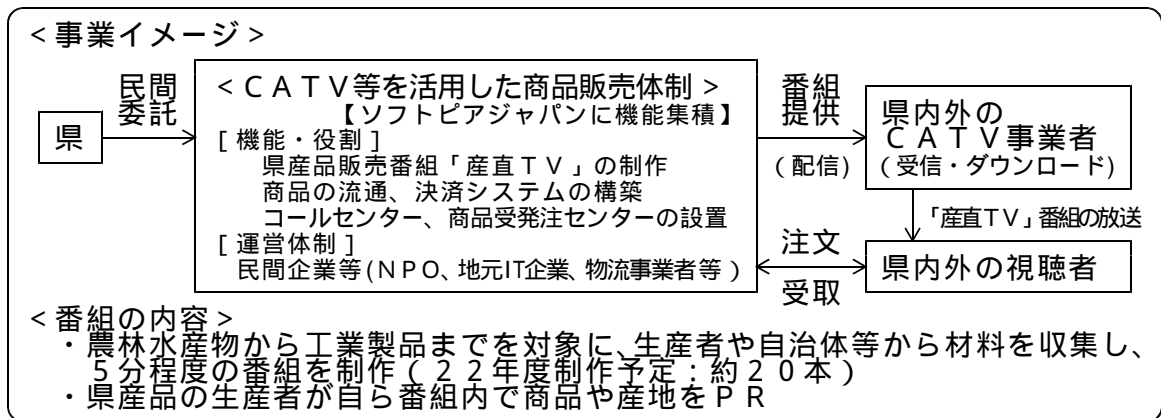 ＜事業イメージ＞
県
民間
委託
＜ＣＡＴＶ等を活用した商品販売体制＞
【ソフトピアジャパンに機能集積】
［機能・役割］
県産品販売番組「産直ＴＶ」の制作
商品の流通、決済システムの構築
コールセンター、商品受発注センターの設置
［運営体制］
民間企業等(ＮＰＯ、地元IT企業、物流事業者等)
番組
提供
(配信)
県内外の
ＣＡＴＶ事業者
(受信・ダウンロード)
「産直ＴＶ」番組の放送
注文
受取
県内外の視聴者
＜番組の内容＞
・農林水産物から工業製品までを対象に、生産者や自治体等から材料を収集し、
５分程度の番組を制作（２２年度制作予定：約２０本）
・県産品の生産者が自ら番組内で商品や産地をＰＲ